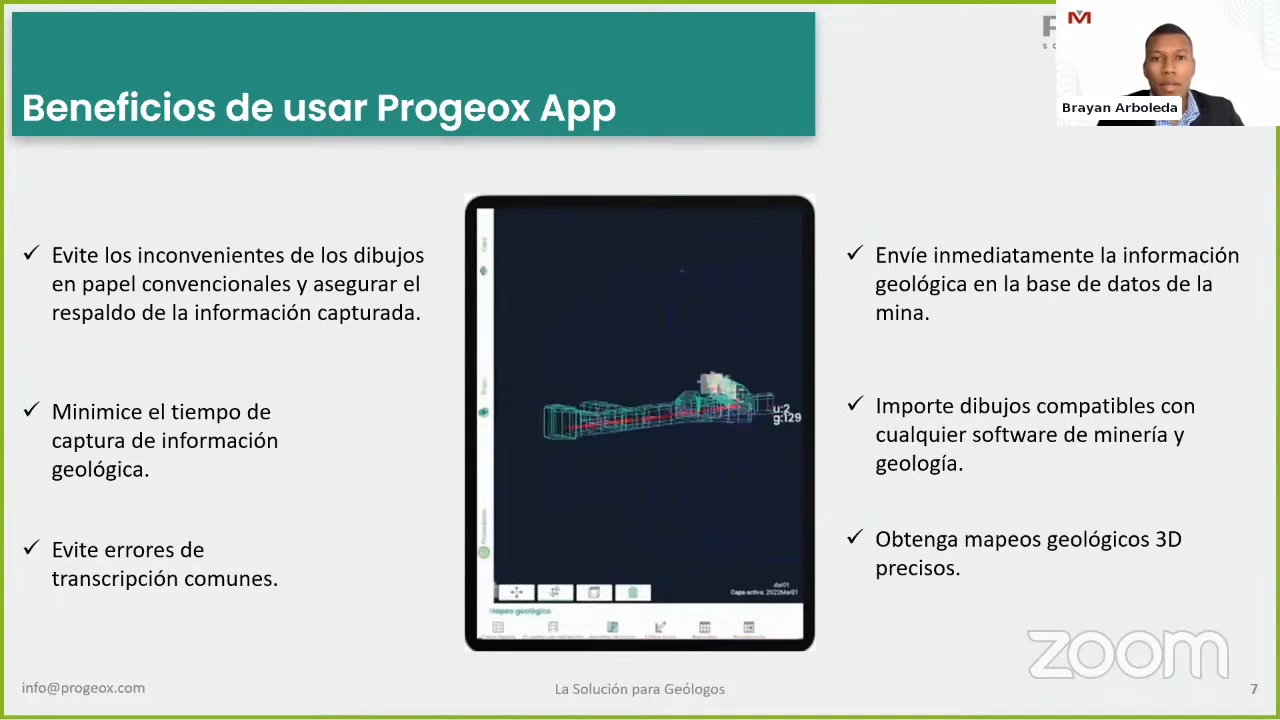 Beneficios de usar Progeox App
Brayan Arboleda
Evite los inconvenientes de los dibujos
en papel convencionales y asegurar el
respaldo de la información capturada.
Minimice el tiempo de
captura de información
geológica.
Evite errores de
transcripción comunes.
u:2
g:129
Capa activa: 2022Mar01
Mapeo geológico
Envíe inmediatamente la información
geológica en la base de datos de la
mina.
Importe dibujos compatibles con
cualquier software de minería y
geología.
Obtenga mapeos geológicos 3D
precisos.
zoom
info@progeox.com
La Solución para Geólogos
7